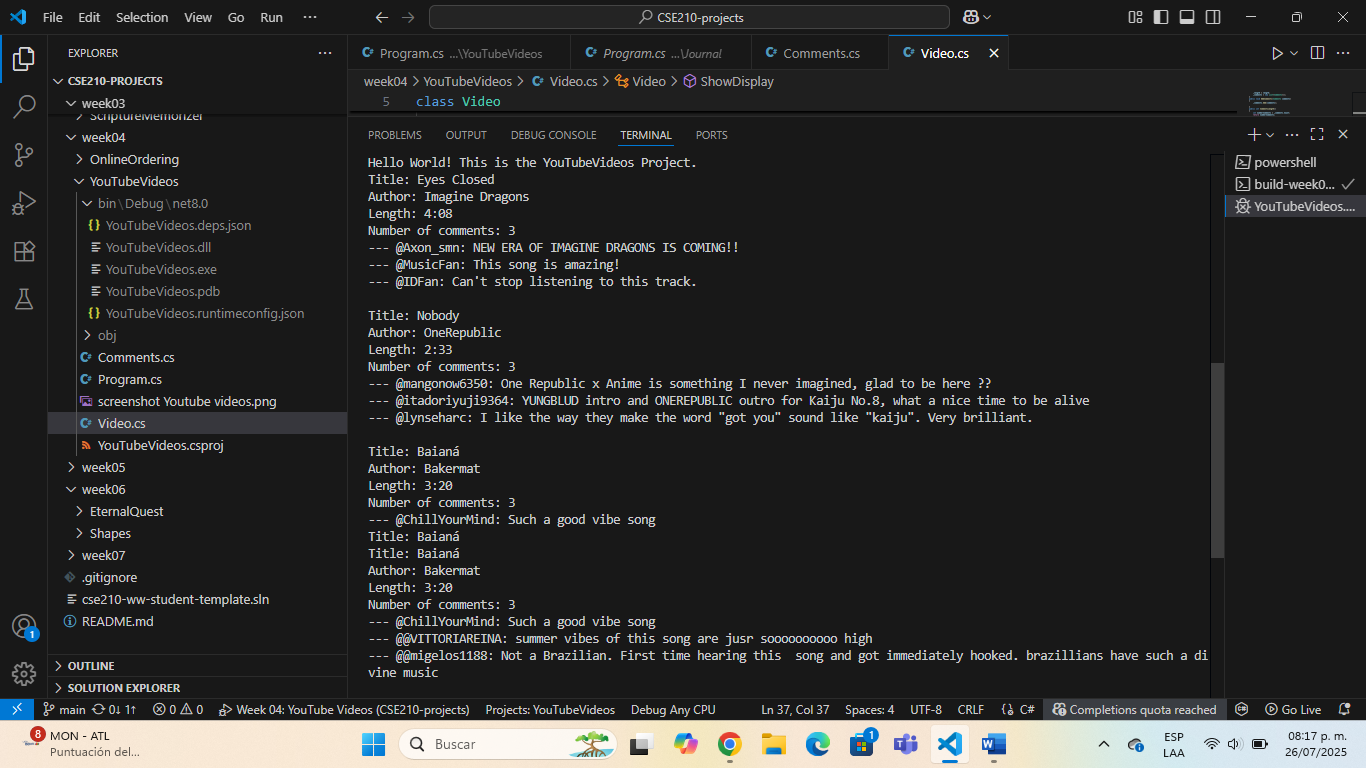 File Edit Selection View Go Run ···
CSE210-projects
EXPLORER
CSE210-PROJECTS
week03
ScriptureMemorizer
week04
OnlineOrdering
YouTubeVideos
bin\Debug\net8.0
YouTubeVideos.deps.json
YouTubeVideos.dll
YouTubeVideos.exe
YouTubeVideos.pdb
YouTubeVideos.runtimeconfig.json
obj
Comments.cs
Program.cs
screenshot Youtube videos.png
Video.cs
YouTubeVideos.csproj
week05
week06
EternalQuest
Shapes
week07
.gitignore
cse210-ww-student-template.sln
README.md
OUTLINE
SOLUTION EXPLORER
Program.cs ...\YouTubeVideos
Program.cs ...\Journal
Comments.cs
Video.cs
week04 > YouTubeVideos > Video.cs > Video > ShowDisplay
5 class Video
PROBLEMS OUTPUT DEBUG CONSOLE TERMINAL PORTS
Hello World! This is the YouTubeVideos Project.
Title: Eyes Closed
Author: Imagine Dragons
Length: 4:08
Number of comments: 3
--- @Axon_smn: NEW ERA OF IMAGINE DRAGONS IS COMING!!
--- @MusicFan: This song is amazing!
--- @IDFan: Can't stop listening to this track.
Title: Nobody
Author: OneRepublic
Length: 2:33
Number of comments: 3
--- @mangonow6350: One Republic x Anime is something I never imagined, glad to be here ??
--- @itadoriyuji9364: YUNGBLUD intro and ONEREPUBLIC outro for Kaiju No.8, what a nice time to be alive
--- @lynseharc: I like the way they make the word "got you" sound like "kaiju". Very brilliant.
Title: Baianá
Author: Bakermat
Length: 3:20
Number of comments: 3
--- @ChillYourMind: Such a good vibe song
Title: Baianá
Title: Baianá
Author: Bakermat
Length: 3:20
Number of comments: 3
--- @ChillYourMind: Such a good vibe song
--- @@VITTORIAREINA: summer vibes of this song are jusr soooooooooo high
--- @@migelos1188: Not a Brazilian. First time hearing this  song and got immediately hooked. brazillians have such a di
vine music
powershell
build-week0...
YouTubeVideos....
main 0↓ 1↑ 0 0 Week 04: YouTube Videos (CSE210-projects) Projects: YouTubeVideos Debug Any CPU Ln 37, Col 37 Spaces: 4 UTF-8 CRLF {} C# Completions quota reached Go Live
1
8
MON - ATL
Puntuación del...
Buscar
1
ESP
LAA
08:17 p. m.
26/07/2025